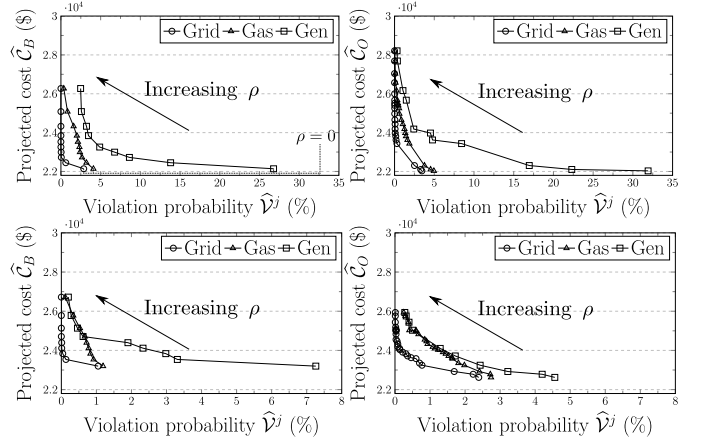 ·10⁴
3
2.8
2.6
2.4
2.2
0 5 10 15 20 25 30 35
Projected cost Ĉ_B ($)
Grid Gas Gen
Increasing ρ
ρ = 0
Violation probability V̂ʲ (%)
·10⁴
3
2.8
2.6
2.4
2.2
0 5 10 15 20 25 30 35
Projected cost Ĉ_O ($)
Grid Gas Gen
Increasing ρ
Violation probability V̂ʲ (%)
·10⁴
3
2.8
2.6
2.4
2.2
0 1 2 3 4 5 6 7 8
Projected cost Ĉ_B ($)
Grid Gas Gen
Increasing ρ
Violation probability V̂ʲ (%)
·10⁴
3
2.8
2.6
2.4
2.2
0 1 2 3 4 5 6 7 8
Projected cost Ĉ_O ($)
Grid Gas Gen
Increasing ρ
Violation probability V̂ʲ (%)